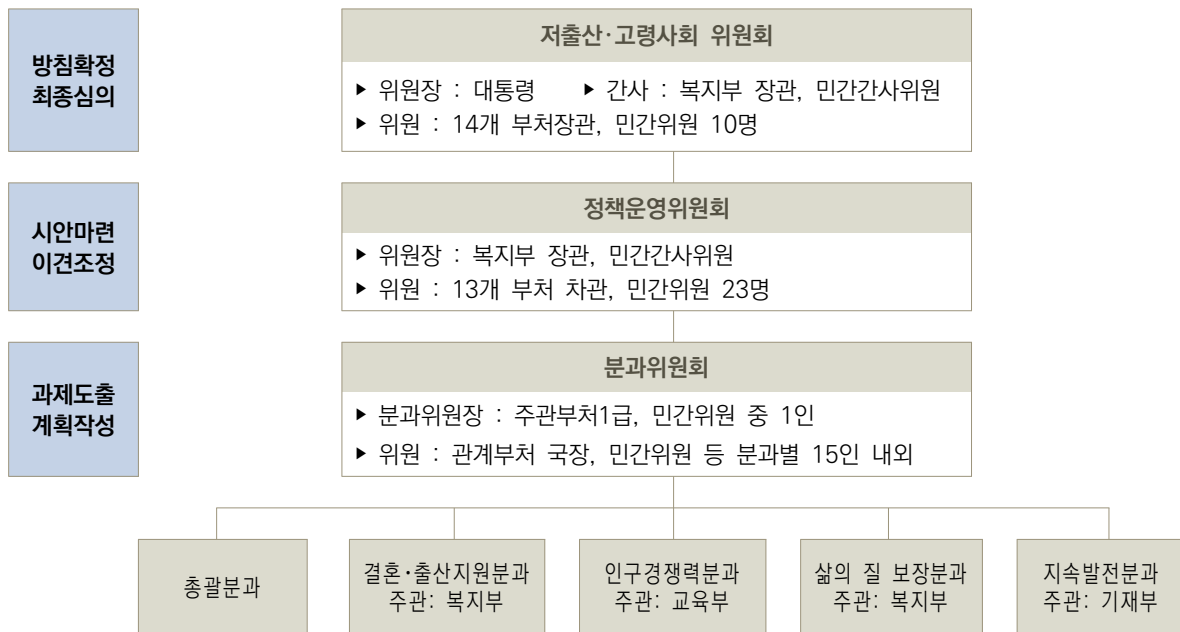 방침확정
최종심의
저출산·고령사회 위원회
▶ 위원장 : 대통령 ▶ 간사 : 복지부 장관, 민간간사위원
▶ 위원 : 14개 부처장관, 민간위원 10명
시안마련
이견조정
정책운영위원회
▶ 위원장 : 복지부 장관, 민간간사위원
▶ 위원 : 13개 부처 차관, 민간위원 23명
과제도출
계획작성
분과위원회
▶ 분과위원장 : 주관부처1급, 민간위원 중 1인
▶ 위원 : 관계부처 국장, 민간위원 등 분과별 15인 내외
총괄분과
결혼·출산지원분과
주관: 복지부
인구경쟁력분과
주관: 교육부
삶의 질 보장분과
주관: 복지부
지속발전분과
주관: 기재부